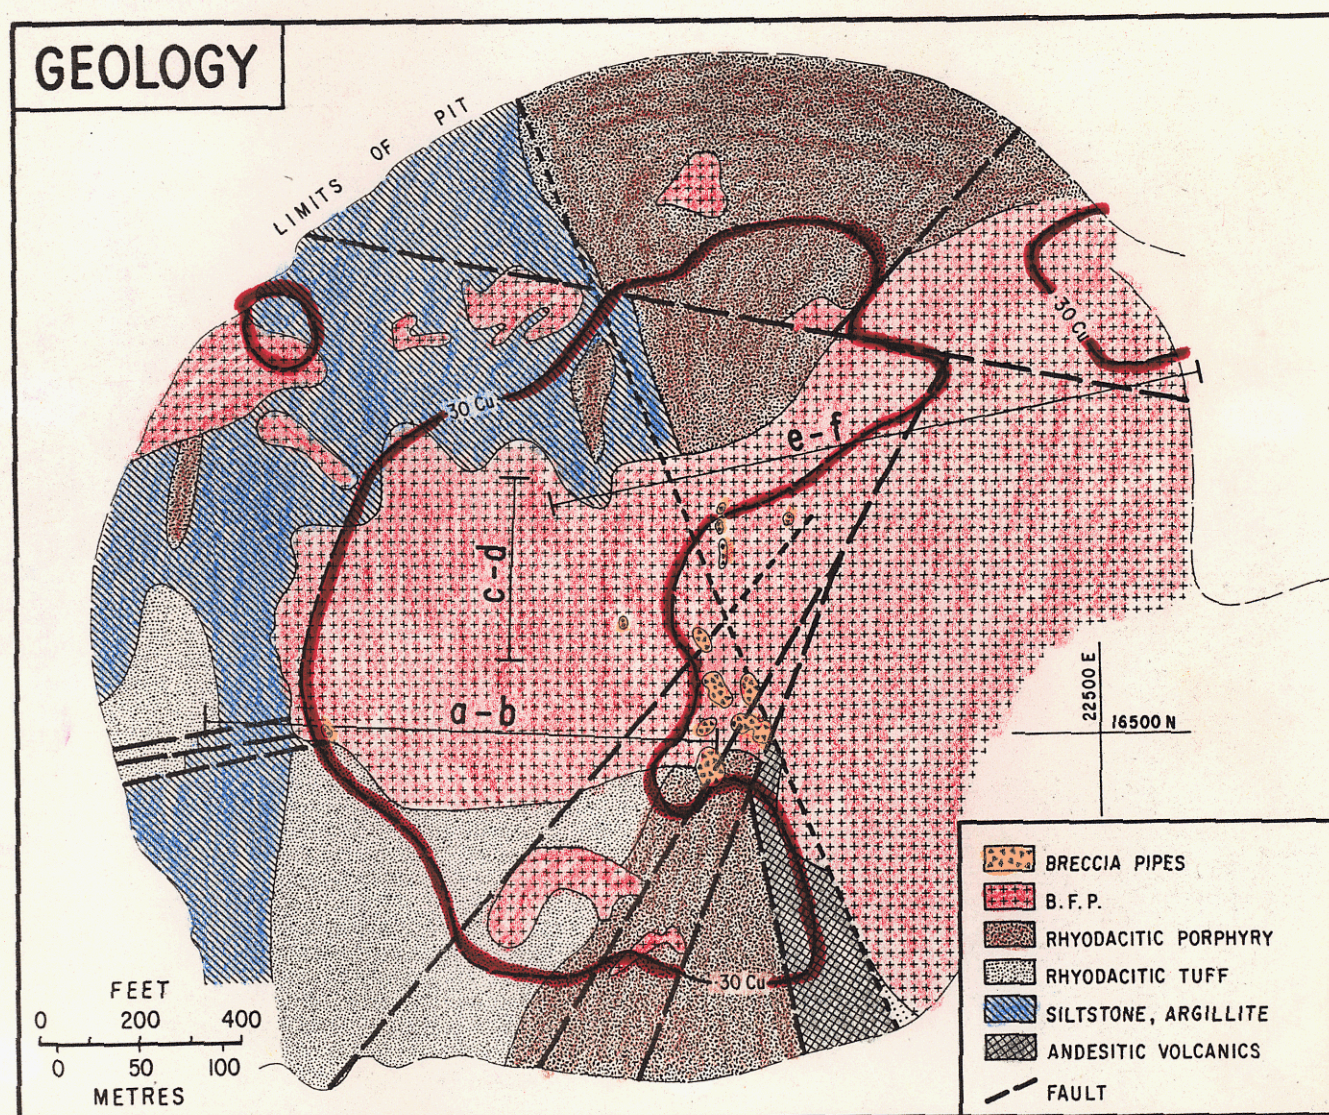 GEOLOGY
LIMITS OF PIT
30 Cu
30 Cu
e-f
c-d
a-b
22500 E
16500 N
30 Cu
BRECCIA PIPES
B.F.P.
RHYODACITIC PORPHYRY
RHYODACITIC TUFF
SILTSTONE, ARGILLITE
ANDESITIC VOLCANICS
FAULT
FEET
0 200 400
0 50 100
METRES